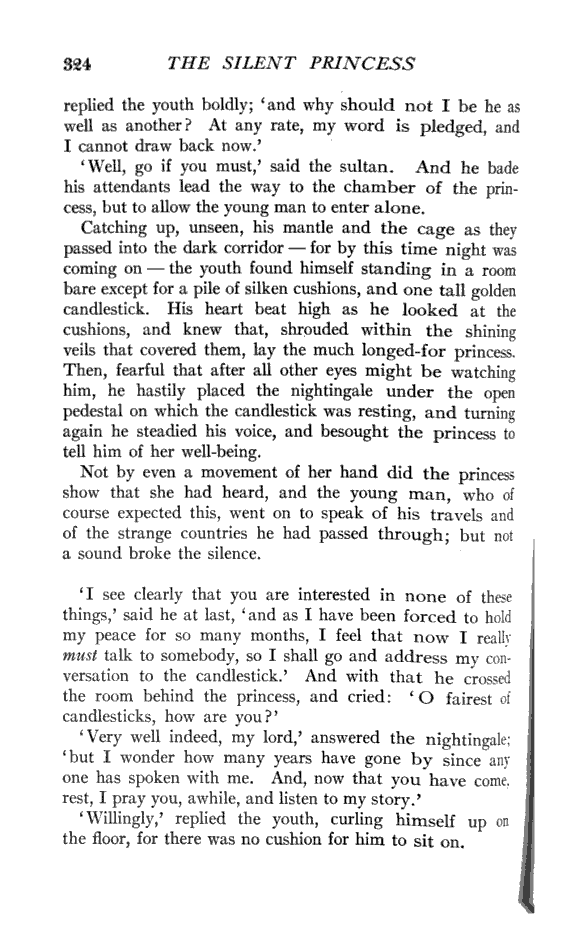 324 THE SILENT PRINCESS
replied the youth boldly; ‘and why should not I be he as
well as another? At any rate, my word is pledged, and
I cannot draw back now.’
‘Well, go if you must,’ said the sultan. And he bade
his attendants lead the way to the chamber of the prin-
cess, but to allow the young man to enter alone.
Catching up, unseen, his mantle and the cage as they
passed into the dark corridor — for by this time night was
coming on — the youth found himself standing in a room
bare except for a pile of silken cushions, and one tall golden
candlestick. His heart beat high as he looked at the
cushions, and knew that, shrouded within the shining
veils that covered them, lay the much longed-for princess.
Then, fearful that after all other eyes might be watching
him, he hastily placed the nightingale under the open
pedestal on which the candlestick was resting, and turning
again he steadied his voice, and besought the princess to
tell him of her well-being.
Not by even a movement of her hand did the princess
show that she had heard, and the young man, who of
course expected this, went on to speak of his travels and
of the strange countries he had passed through; but not
a sound broke the silence.
‘I see clearly that you are interested in none of these
things,’ said he at last, ‘and as I have been forced to hold
my peace for so many months, I feel that now I really
must talk to somebody, so I shall go and address my con-
versation to the candlestick.’ And with that he crossed
the room behind the princess, and cried: ‘O fairest of
candlesticks, how are you?’
‘Very well indeed, my lord,’ answered the nightingale;
‘but I wonder how many years have gone by since any
one has spoken with me. And, now that you have come,
rest, I pray you, awhile, and listen to my story.’
‘Willingly,’ replied the youth, curling himself up on
the floor, for there was no cushion for him to sit on.